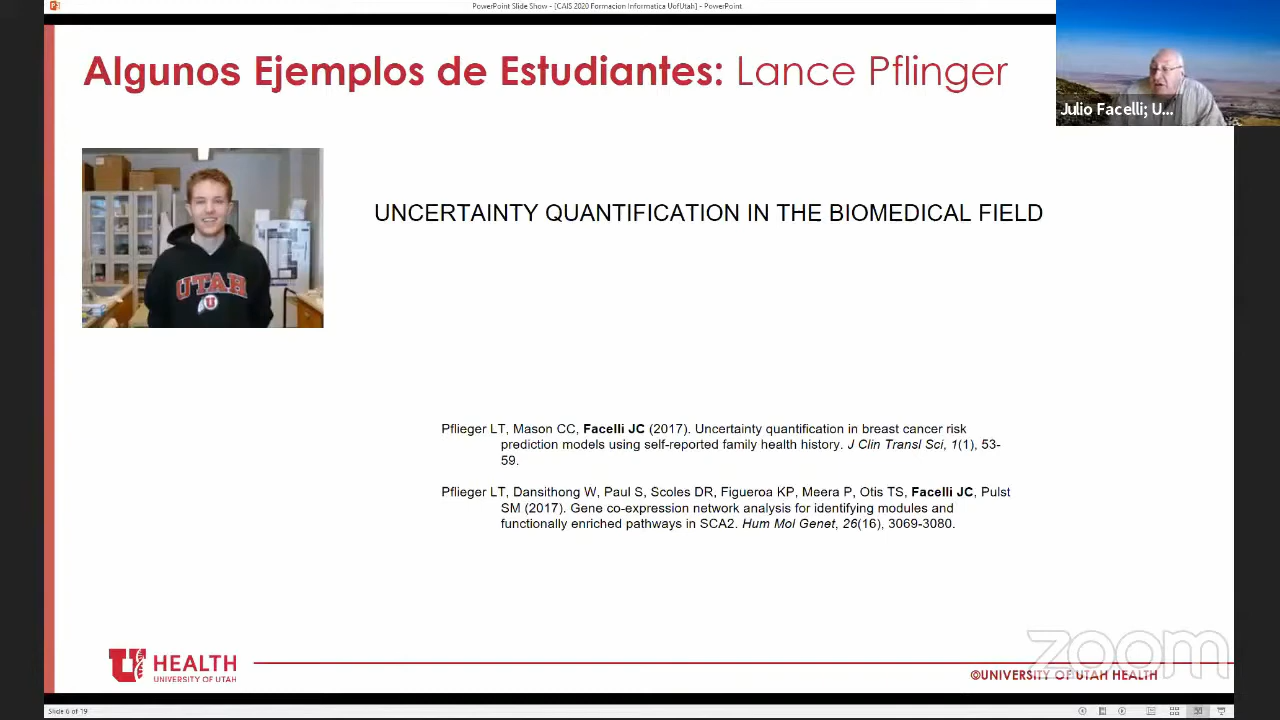 PowerPoint Slide Show - [CAIS 2020 Formacion Informatica UofUtah] - PowerPoint
Algunos Ejemplos de Estudiantes: Lance Pflinger
Julio Facelli; U...
UTAH
U
UNCERTAINTY QUANTIFICATION IN THE BIOMEDICAL FIELD
Pflieger LT, Mason CC, Facelli JC (2017). Uncertainty quantification in breast cancer risk
prediction models using self-reported family health history. J Clin Transl Sci, 1(1), 53-
59.
Pflieger LT, Dansithong W, Paul S, Scoles DR, Figueroa KP, Meera P, Otis TS, Facelli JC, Pulst
SM (2017). Gene co-expression network analysis for identifying modules and
functionally enriched pathways in SCA2. Hum Mol Genet, 26(16), 3069-3080.
U HEALTH
UNIVERSITY OF UTAH
zoom
©UNIVERSITY OF UTAH HEALTH
Slide 6 of 19